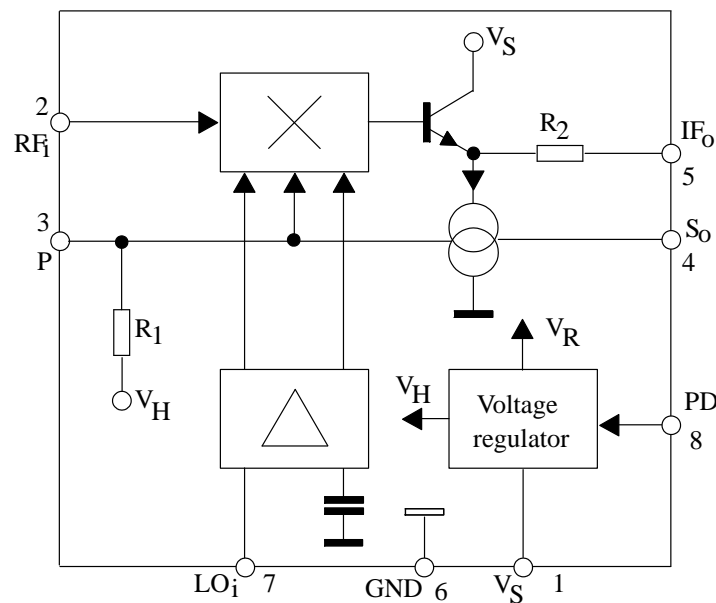 VS
2
RFi
R2
IFo
5
3
P
So
4
R1
VR
VH
VH
Voltage
regulator
PD
8
LOi 7
GND 6
VS 1